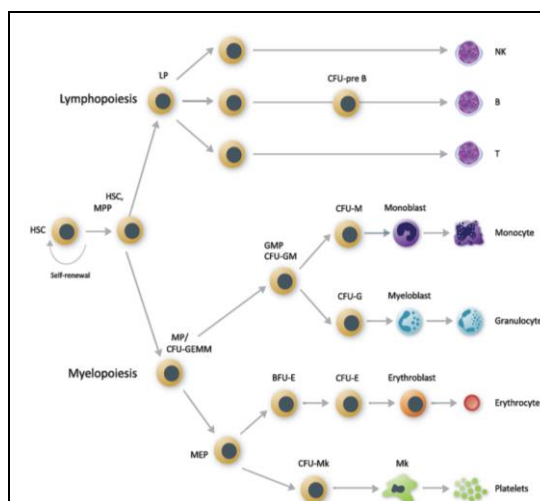 NK
LP
CFU-pre B
Lymphopoiesis
B
T
HSC,
MPP
HSC
Self-renewal
CFU-M
Monoblast
Monocyte
GMP
CFU-GM
CFU-G
Myeloblast
Granulocyte
MP/
CFU-GEMM
Myelopoiesis
BFU-E
CFU-E
Erythroblast
Erythrocyte
MEP
CFU-Mk
Mk
Platelets